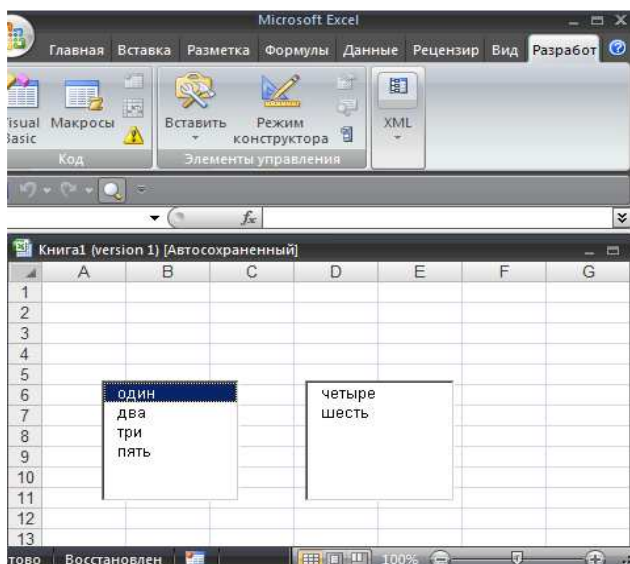 Microsoft Excel
Главная Вставка Разметка Формулы Данные Рецензир Вид Разработ
isual Basic Макросы Вставить Режим конструктора XML
Код Элементы управления
fx
Книга1 (version 1) [Автосохраненный]
A B C D E F G
1
2
3
4
5
6 один четыре
7 два шесть
8 три
9 пять
10
11
12
13
тово Восстановлен 100%